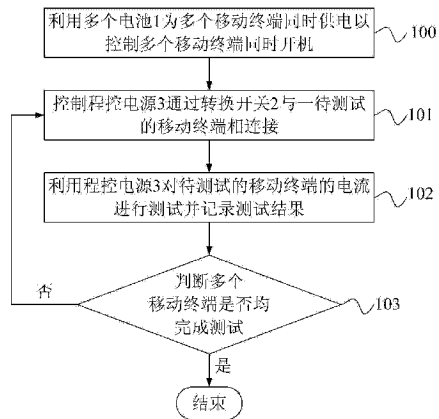 利用多个电池1为多个移动终端同时供电以
控制多个移动终端同时开机
100
控制程控电源3通过转换开关2与一待测试
的移动终端相连接
101
利用程控电源3对待测试的移动终端的电流
进行测试并记录测试结果
102
判断多个
移动终端是否均
完成测试
103
否
是
结束